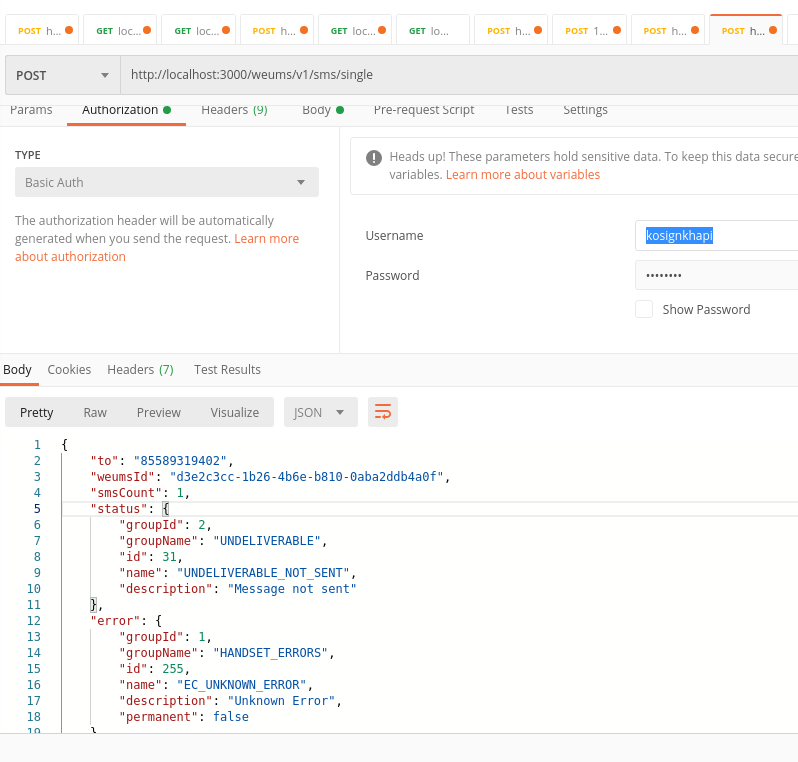 POST h... GET loc... GET loc... POST h... GET loc... GET lo... POST h... POST 1... POST h... POST h...
POST http://localhost:3000/weums/v1/sms/single
Params Authorization Headers (9) Body Pre-request Script Tests Settings
TYPE
Basic Auth
The authorization header will be automatically
generated when you send the request. Learn more
about authorization
Heads up! These parameters hold sensitive data. To keep this data secure
variables. Learn more about variables
Username kosignkhapi
Password ••••••••
Show Password
Body Cookies Headers (7) Test Results
Pretty Raw Preview Visualize JSON
1 {
2 "to": "85589319402",
3 "weumsId": "d3e2c3cc-1b26-4b6e-b810-0aba2ddb4a0f",
4 "smsCount": 1,
5 "status": {
6 "groupId": 2,
7 "groupName": "UNDELIVERABLE",
8 "id": 31,
9 "name": "UNDELIVERABLE_NOT_SENT",
10 "description": "Message not sent"
11 },
12 "error": {
13 "groupId": 1,
14 "groupName": "HANDSET_ERRORS",
15 "id": 255,
16 "name": "EC_UNKNOWN_ERROR",
17 "description": "Unknown Error",
18 "permanent": false
19 }